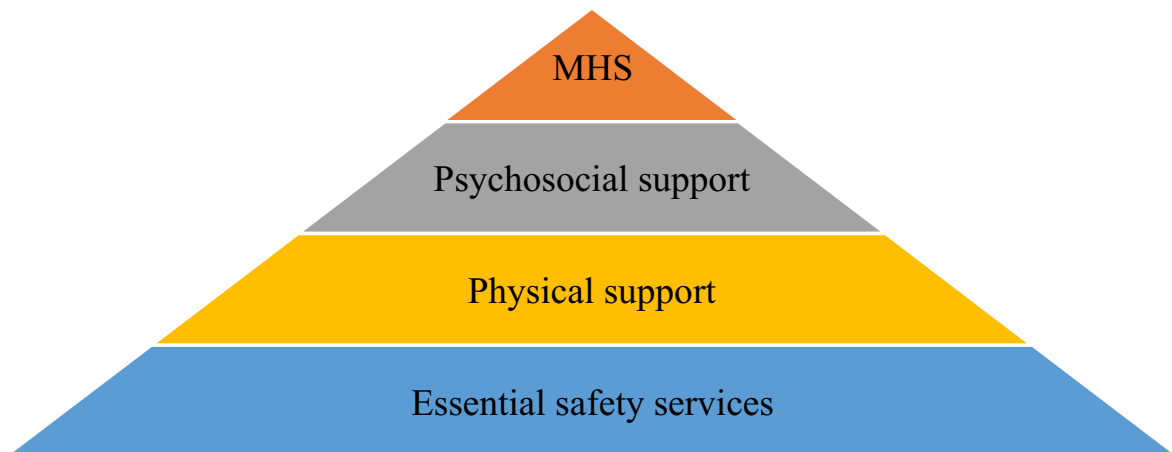 MHS
Psychosocial support
Physical support
Essential safety services